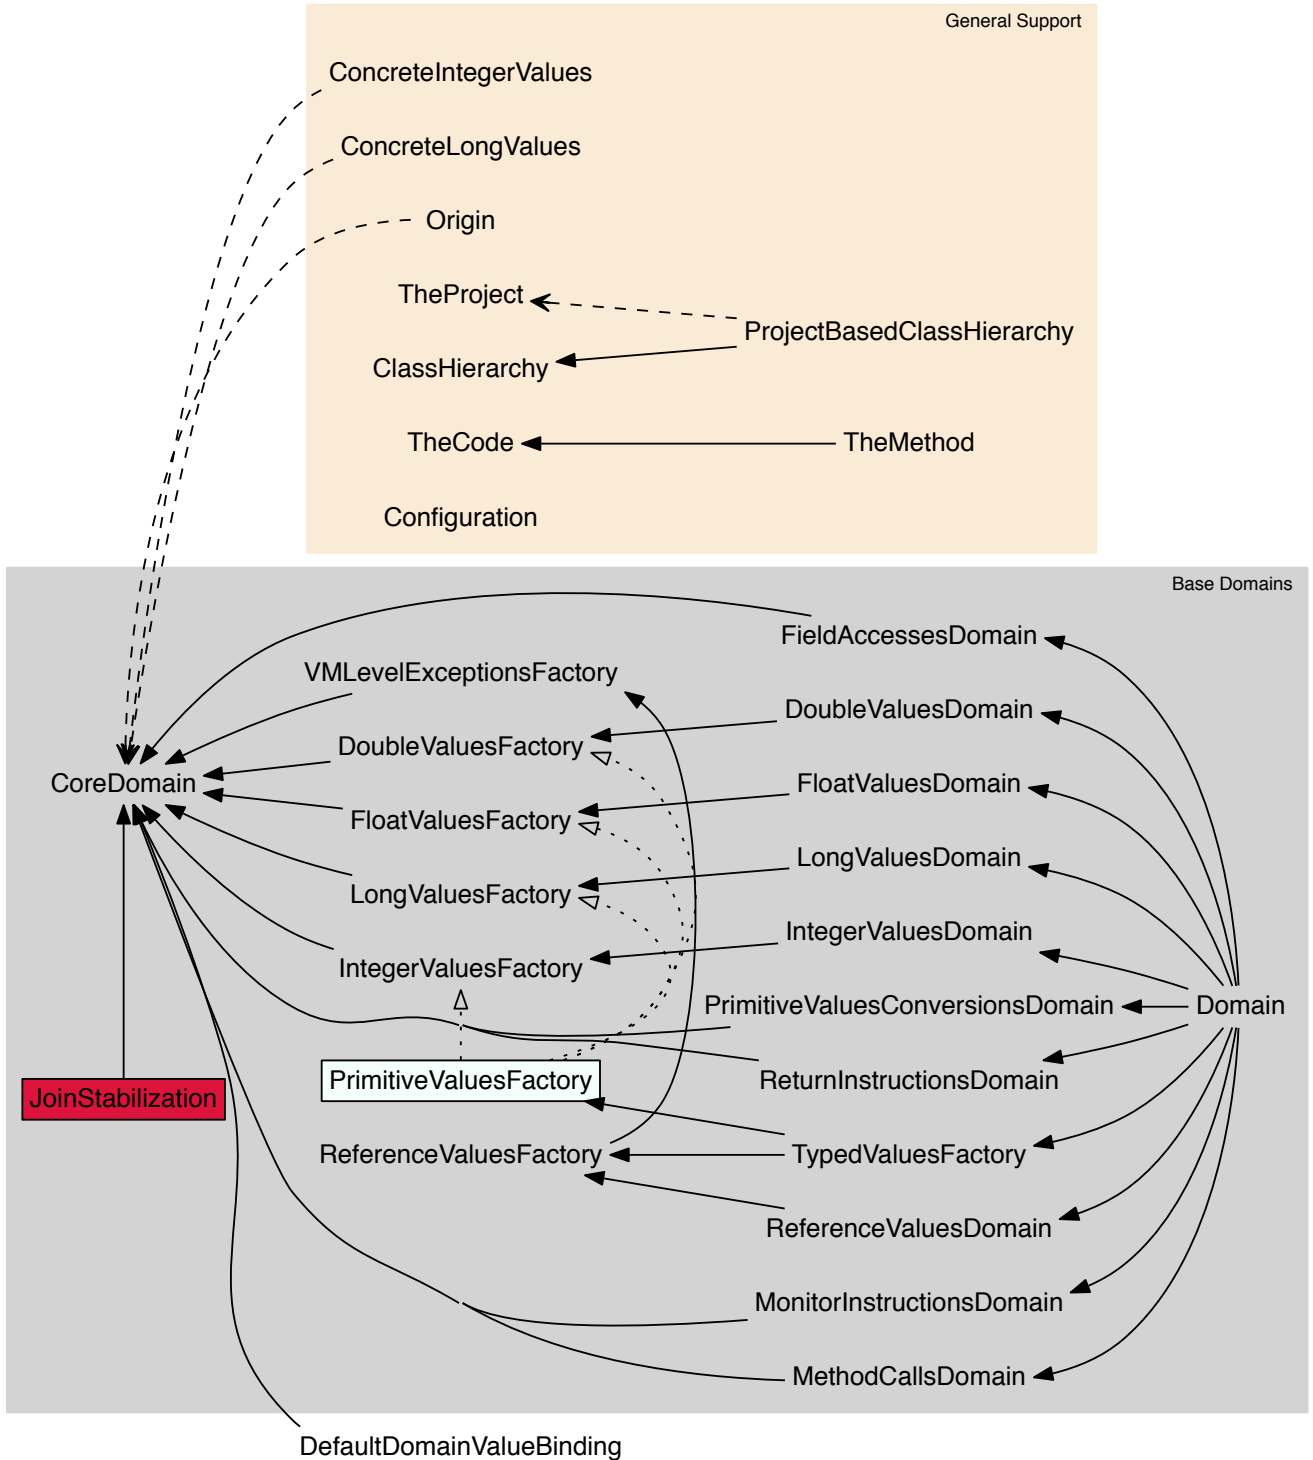 General Support
ConcreteIntegerValues
ConcreteLongValues
Origin
TheProject
ProjectBasedClassHierarchy
ClassHierarchy
TheCode
TheMethod
Configuration
Base Domains
FieldAccessesDomain
VMLevelExceptionsFactory
DoubleValuesDomain
DoubleValuesFactory
CoreDomain
FloatValuesDomain
FloatValuesFactory
LongValuesDomain
LongValuesFactory
IntegerValuesDomain
IntegerValuesFactory
PrimitiveValuesConversionsDomain
Domain
PrimitiveValuesFactory
ReturnInstructionsDomain
JoinStabilization
ReferenceValuesFactory
TypedValuesFactory
ReferenceValuesDomain
MonitorInstructionsDomain
MethodCallsDomain
DefaultDomainValueBinding